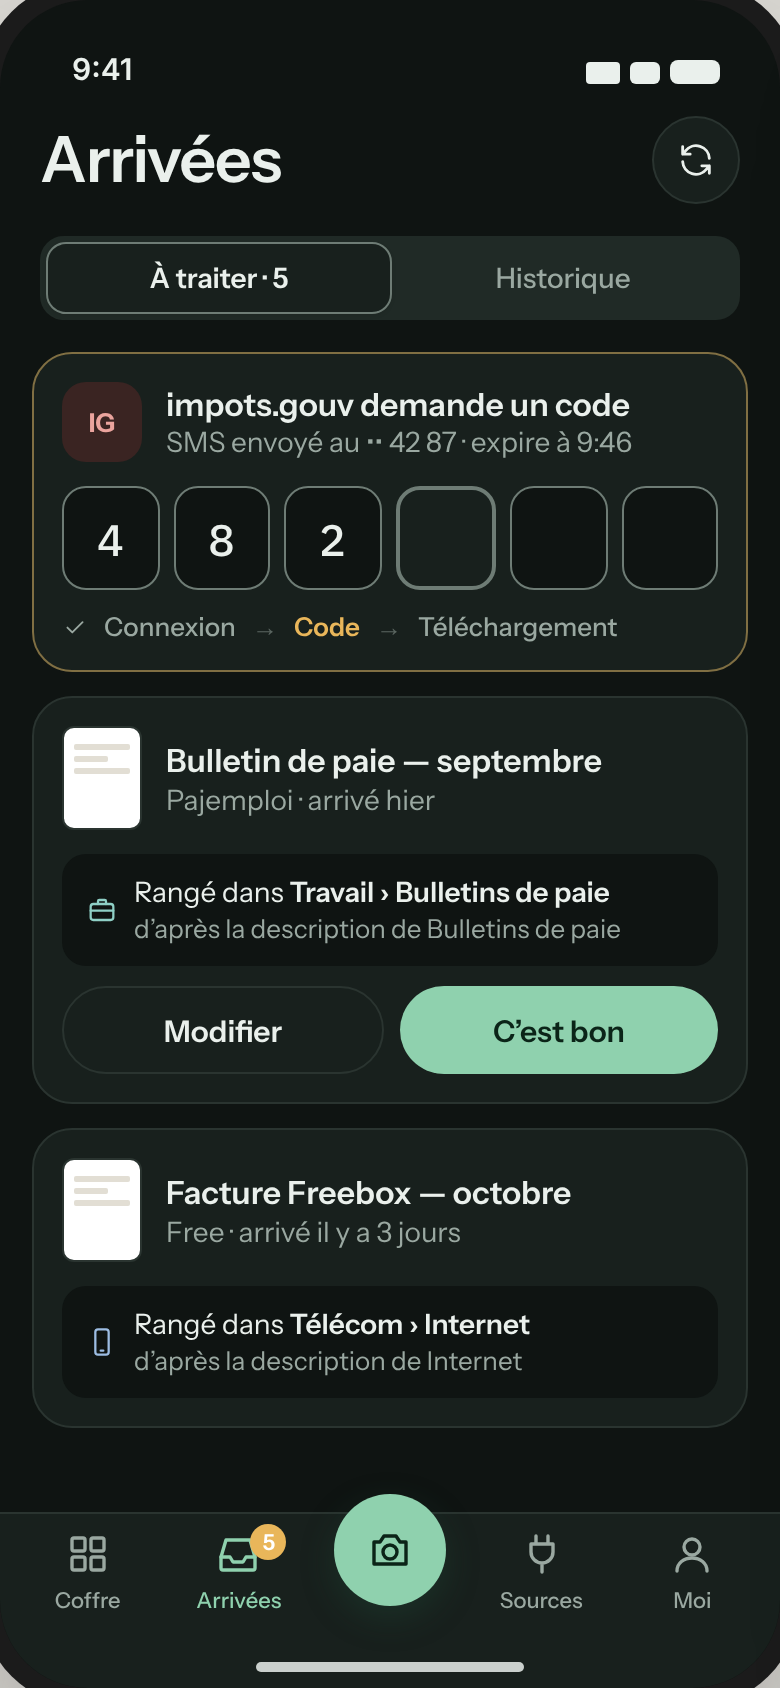 9:41
Arrivées
À traiter · 5
Historique
IG
impots.gouv demande un code
SMS envoyé au ·· 42 87 · expire à 9:46
4 8 2
✓ Connexion → Code → Téléchargement
Bulletin de paie — septembre
Pajemploi · arrivé hier
Rangé dans Travail › Bulletins de paie
d’après la description de Bulletins de paie
Modifier
C’est bon
Facture Freebox — octobre
Free · arrivé il y a 3 jours
Rangé dans Télécom › Internet
d’après la description de Internet
5
Coffre
Arrivées
Sources
Moi